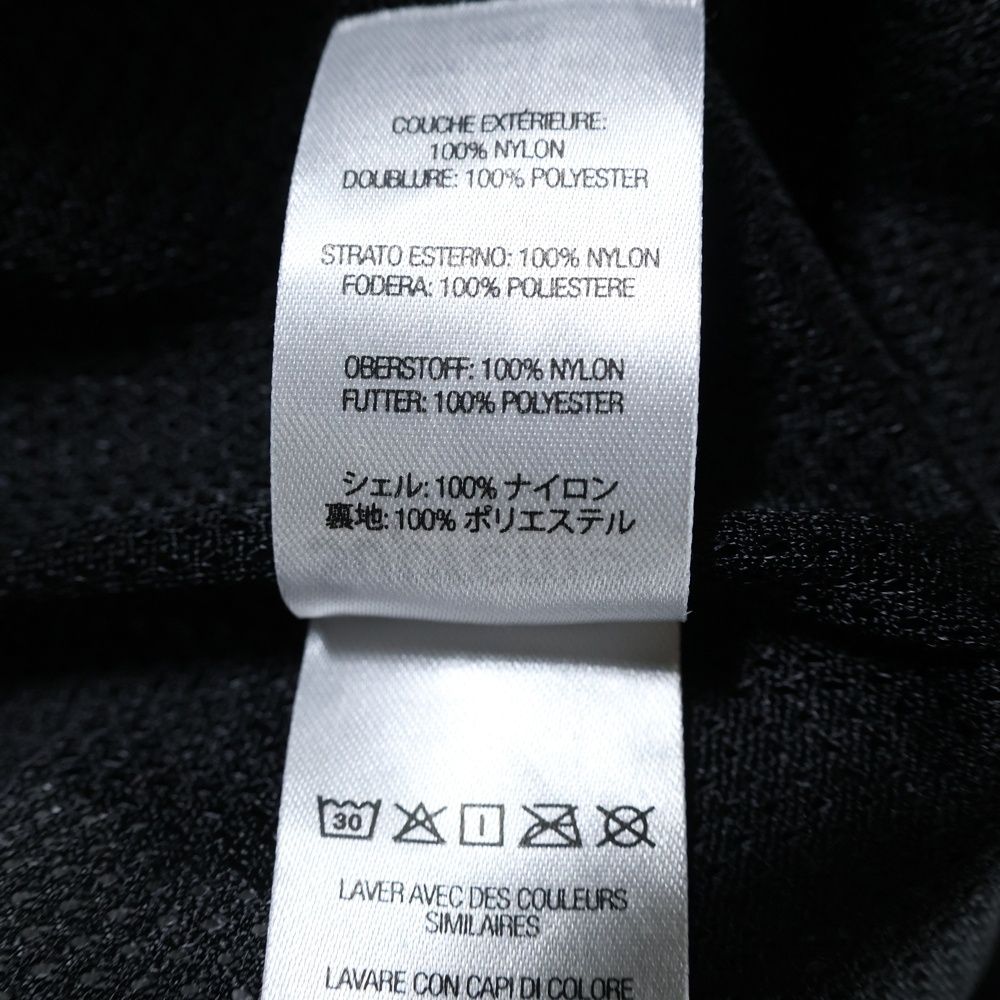 COUCHE EXTÉRIEURE:
100% NYLON
DOUBLURE: 100% POLYESTER
STRATO ESTERNO: 100% NYLON
FODERA: 100% POLIESTERE
OBERSTOFF: 100% NYLON
FUTTER: 100% POLYESTER
シェル: 100% ナイロン
裏地: 100% ポリエステル
30
LAVER AVEC DES COULEURS
SIMILAIRES
LAVARE CON CAPI DI COLORE